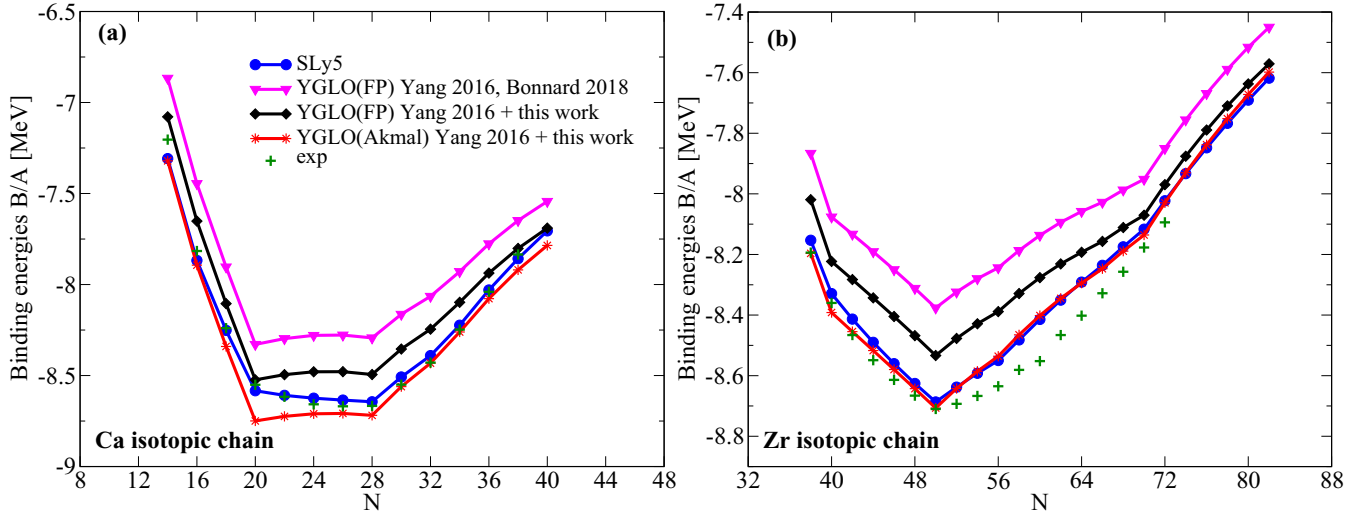 (a)
SLy5
YGLO(FP) Yang 2016, Bonnard 2018
YGLO(FP) Yang 2016 + this work
YGLO(Akmal) Yang 2016 + this work
exp
Ca isotopic chain
Binding energies B/A [MeV]
-6.5
-7
-7.5
-8
-8.5
-9
8 12 16 20 24 28 32 36 40 44 48
N
(b)
Zr isotopic chain
Binding energies B/A [MeV]
-7.4
-7.6
-7.8
-8
-8.2
-8.4
-8.6
-8.8
32 40 48 56 64 72 80 88
N